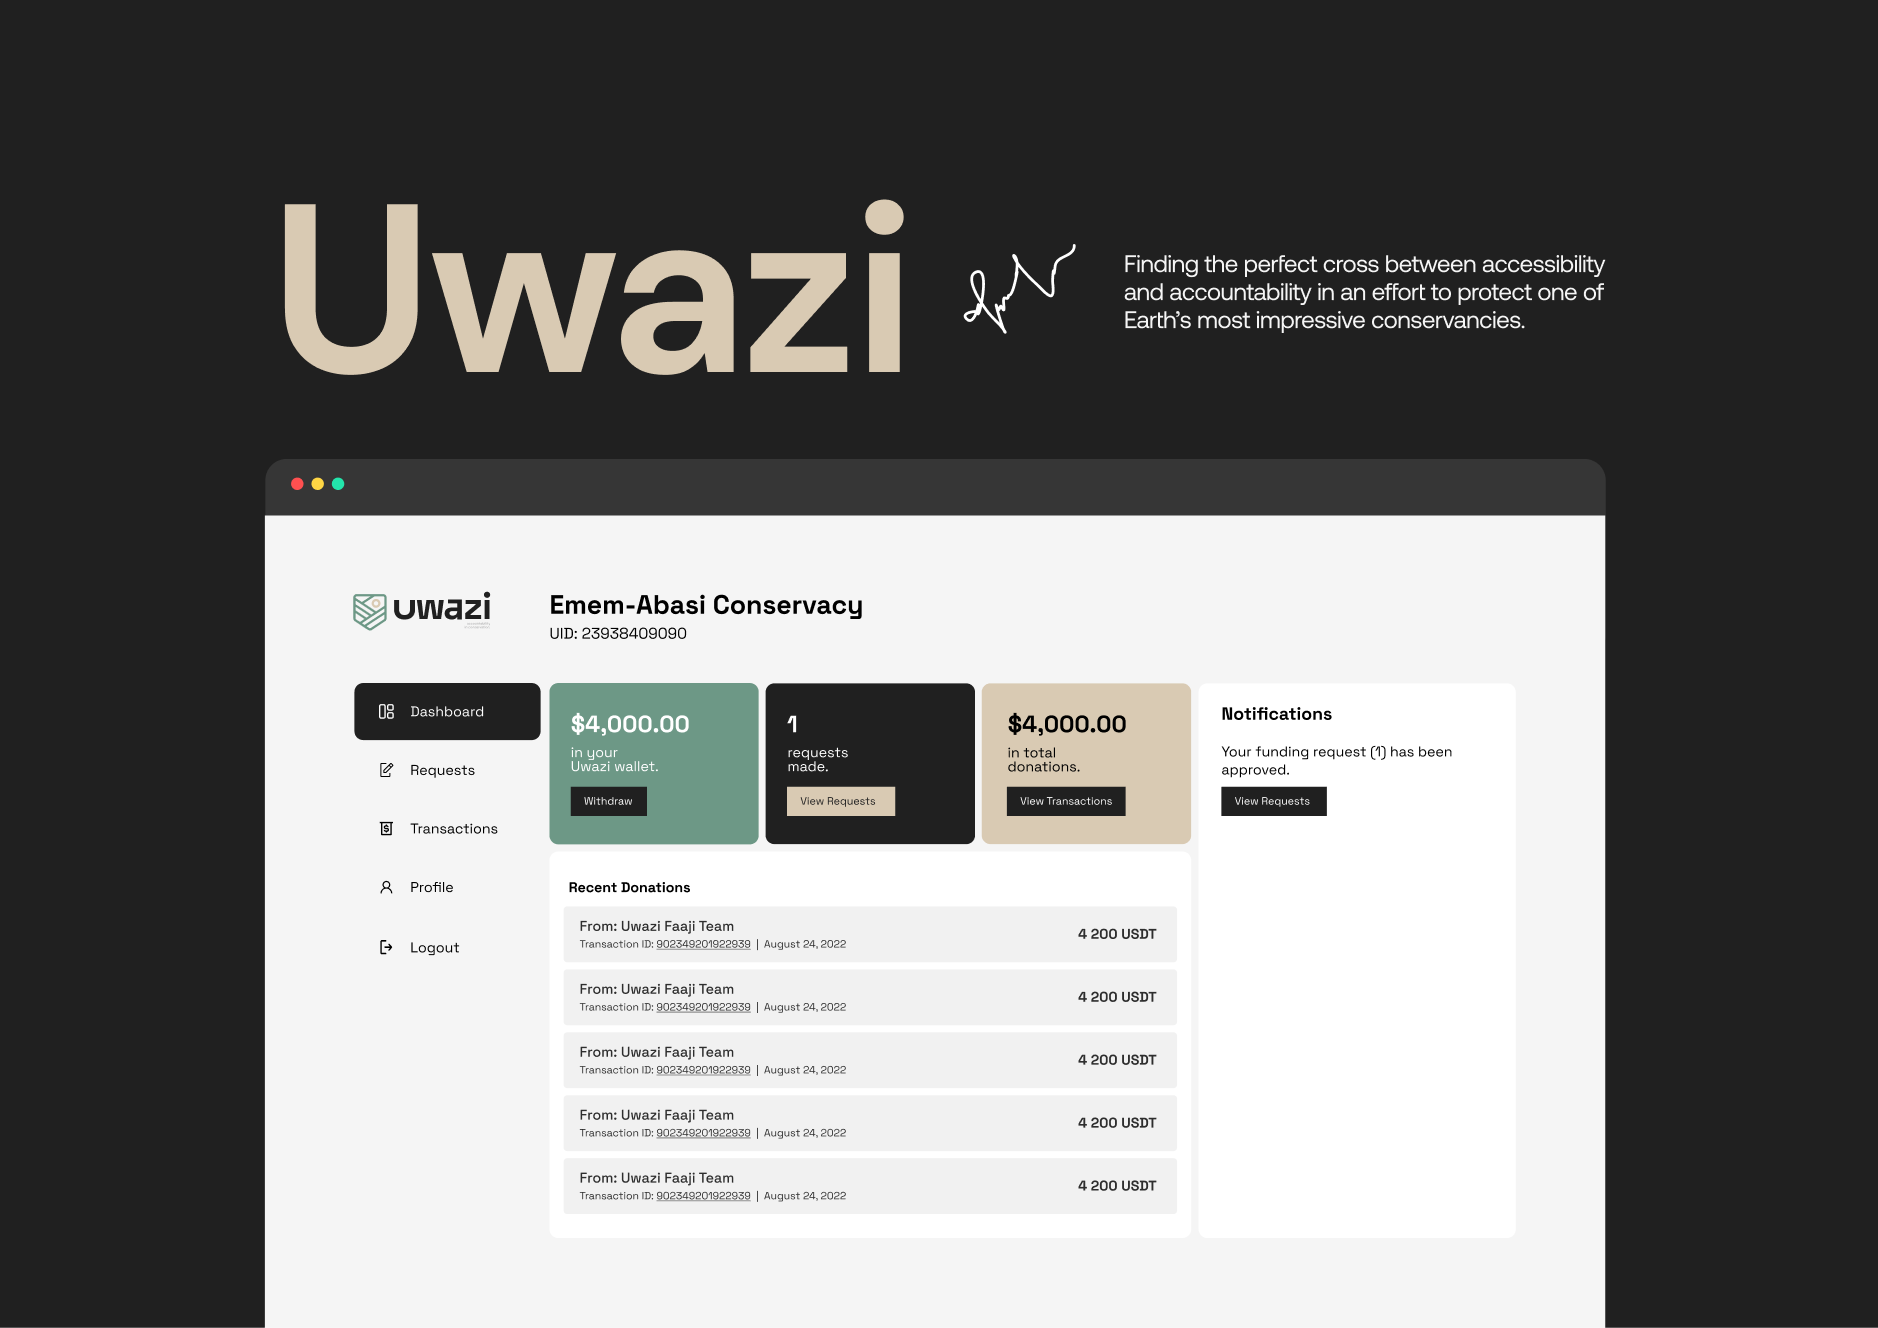 Uwazi
Finding the perfect cross between accessibility
and accountability in an effort to protect one of
Earth's most impressive conservancies.
uwazi
Emem-Abasi Conservacy
UID: 23938409090
Dashboard
Requests
Transactions
Profile
Logout
$4,000.00
in your
Uwazi wallet.
Withdraw
1
requests
made.
View Requests
$4,000.00
in total
donations.
View Transactions
Notifications
Your funding request (1) has been
approved.
View Requests
Recent Donations
From: Uwazi Faaji Team
Transaction ID: 902349201922939 | August 24, 2022
4 200 USDT
From: Uwazi Faaji Team
Transaction ID: 902349201922939 | August 24, 2022
4 200 USDT
From: Uwazi Faaji Team
Transaction ID: 902349201922939 | August 24, 2022
4 200 USDT
From: Uwazi Faaji Team
Transaction ID: 902349201922939 | August 24, 2022
4 200 USDT
From: Uwazi Faaji Team
Transaction ID: 902349201922939 | August 24, 2022
4 200 USDT